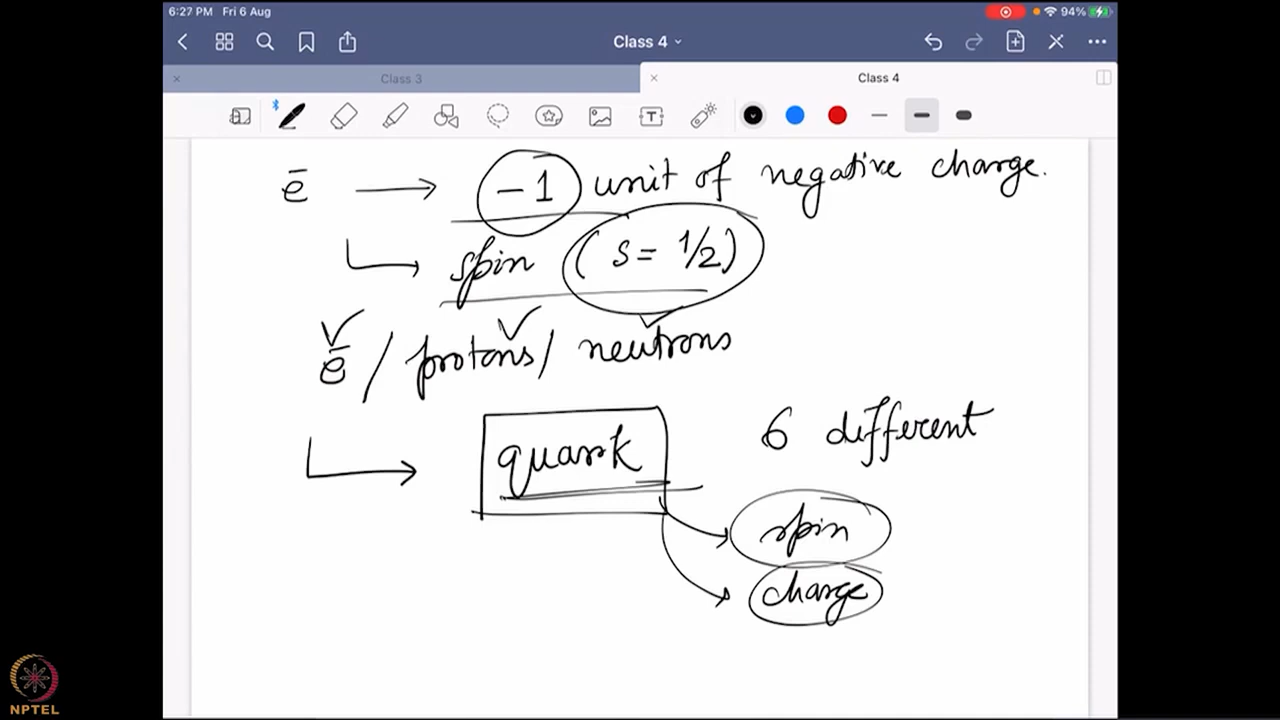 6:27 PM Fri 6 Aug
94%
Class 4
Class 3
Class 4
T
ē → -1 unit of negative charge.
spin (s = 1/2)
ē / protons / neutrons
quark 6 different
spin
charge
NPTEL